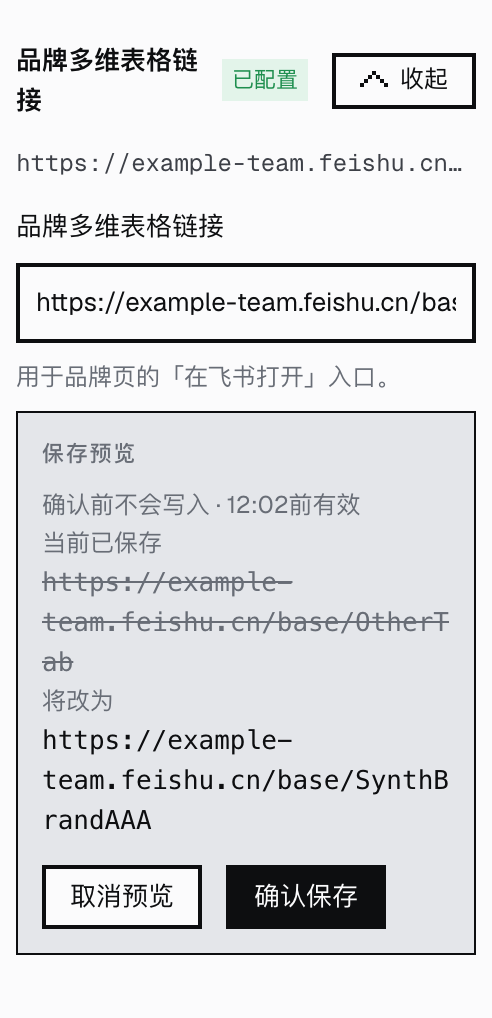 品牌多维表格链
接
已配置
收起
https://example-team.feishu.cn…
品牌多维表格链接
https://example-team.feishu.cn/bas
用于品牌页的「在飞书打开」入口。
保存预览
确认前不会写入 · 12:02前有效
当前已保存
https://example-
team.feishu.cn/base/OtherT
ab
将改为
https://example-
team.feishu.cn/base/SynthB
randAAA
取消预览
确认保存